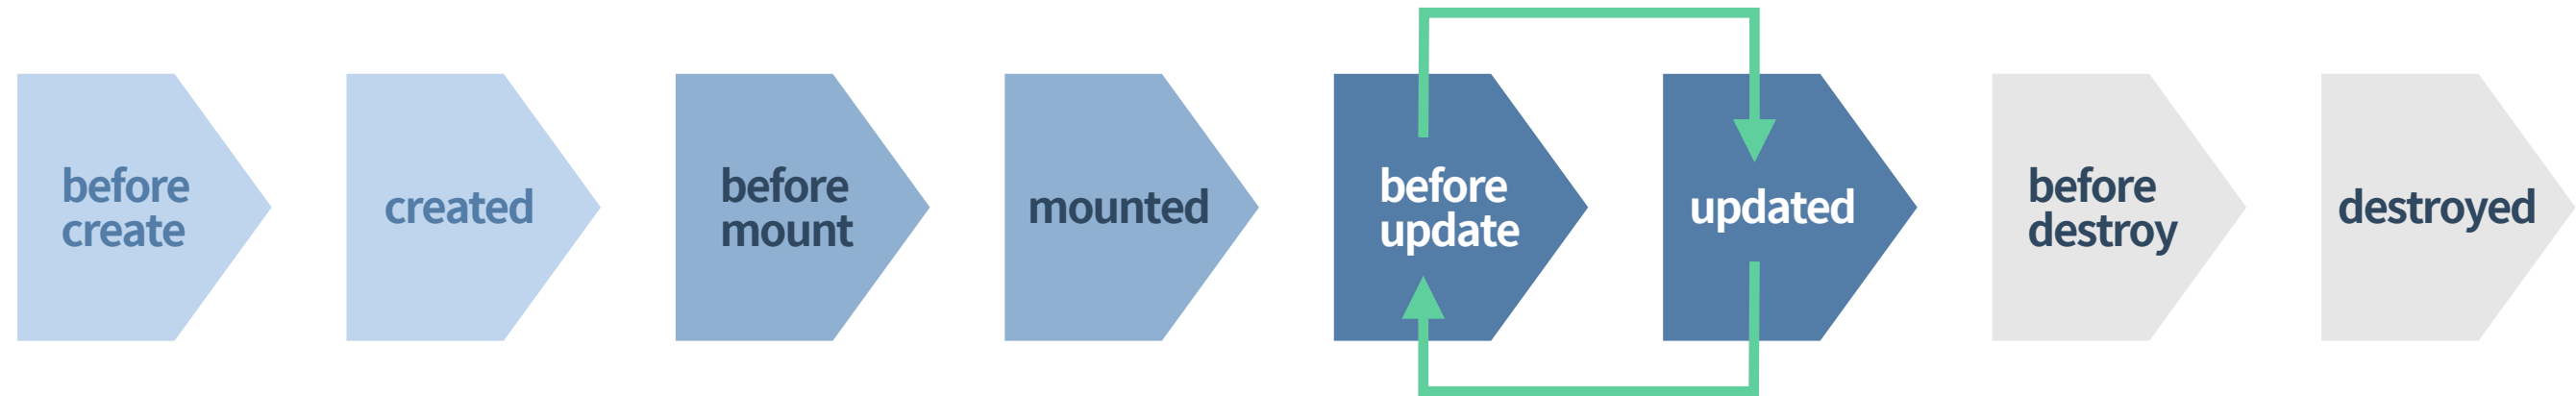 before
create
created
before
mount
mounted
before
update
updated
before
destroy
destroyed